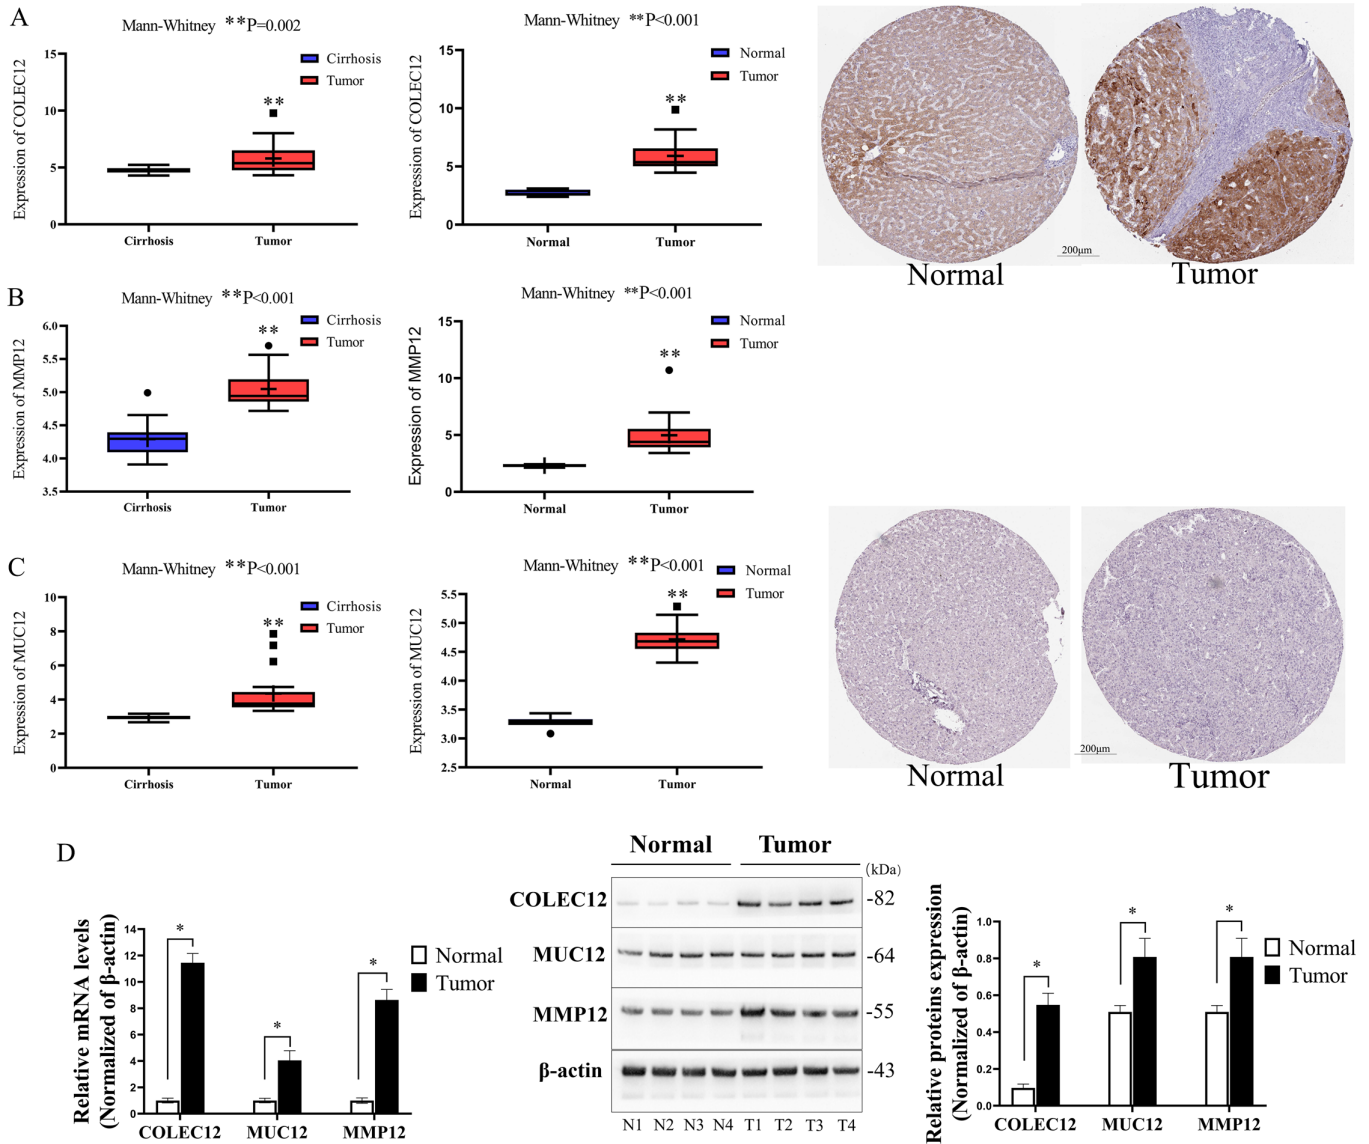 A
Mann-Whitney **P=0.002
Expression of COLEC12
15
10
5
0
Cirrhosis
Tumor
**
Cirrhosis
Tumor
Mann-Whitney **P<0.001
Expression of COLEC12
15
10
5
0
Normal
Tumor
**
Normal
Tumor
200μm
Normal
Tumor
B
Mann-Whitney **P<0.001
Expression of MMP12
6.0
5.5
5.0
4.5
4.0
3.5
Cirrhosis
Tumor
**
Cirrhosis
Tumor
Mann-Whitney **P<0.001
Expression of MMP12
15
10
5
0
Normal
Tumor
**
Normal
Tumor
C
Mann-Whitney **P<0.001
Expression of MUC12
10
8
6
4
2
0
Cirrhosis
Tumor
**
Cirrhosis
Tumor
Mann-Whitney **P<0.001
Expression of MUC12
5.5
5.0
4.5
4.0
3.5
3.0
2.5
Normal
Tumor
**
Normal
Tumor
200μm
Normal
Tumor
D
Relative mRNA levels
(Normalized of β-actin)
14
12
10
8
6
4
2
0
*
*
*
COLEC12
MUC12
MMP12
Normal
Tumor
Normal
Tumor
(kDa)
COLEC12
-82
MUC12
-64
MMP12
-55
β-actin
-43
N1 N2 N3 N4 T1 T2 T3 T4
Relative proteins expression
(Normalized of β-actin)
1.0
0.8
0.6
0.4
0.2
0.0
*
*
*
COLEC12
MUC12
MMP12
Normal
Tumor